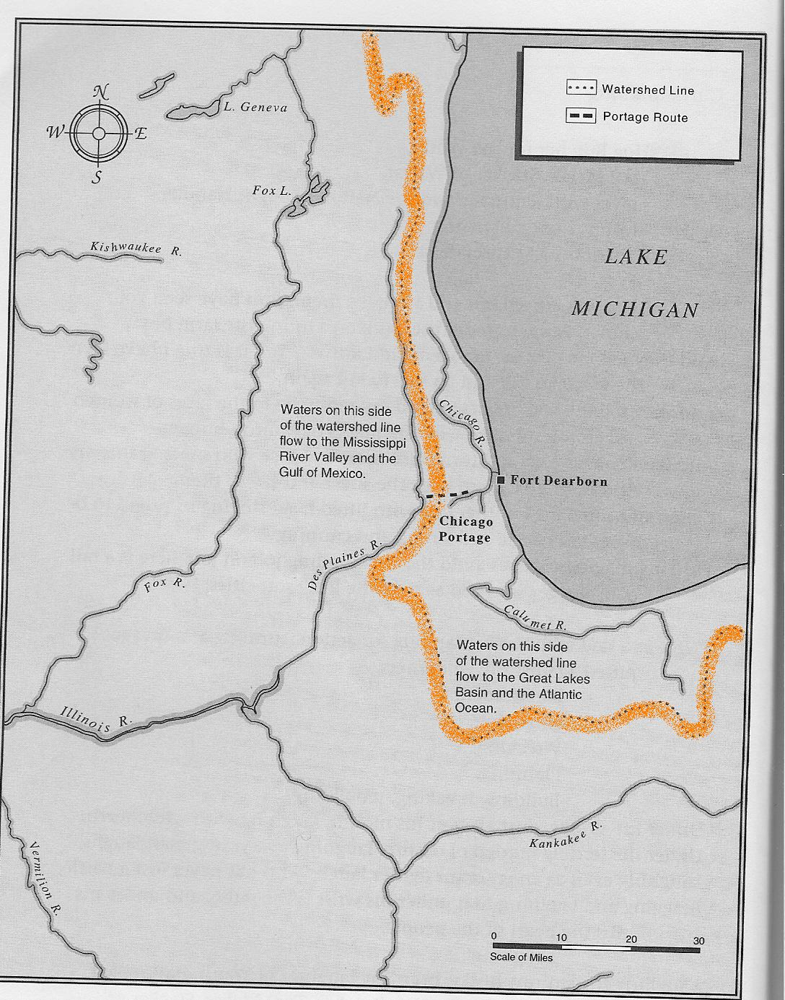 Watershed Line
Portage Route
N
W E
S
L. Geneva
Fox L.
Kishwaukee R.
LAKE
MICHIGAN
Waters on this side
of the watershed line
flow to the Mississippi
River Valley and the
Gulf of Mexico.
Chicago R.
Fort Dearborn
Chicago
Portage
Des Plaines R.
Fox R.
Calumet R.
Waters on this side
of the watershed line
flow to the Great Lakes
Basin and the Atlantic
Ocean.
Illinois R.
Kankakee R.
Vermilion R.
0 10 20 30
Scale of Miles